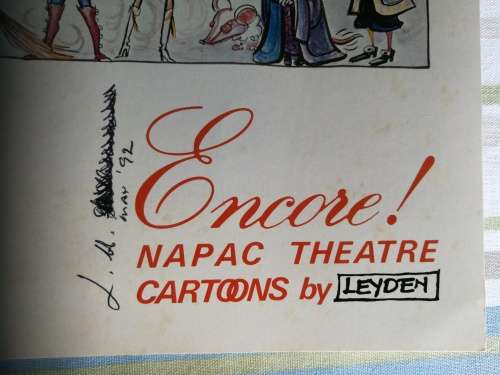 Encore!
NAPAC THEATRE
CARTOONS by LEYDEN
MAY '92